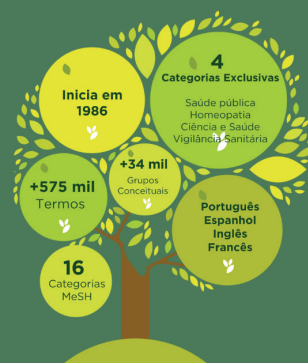 Inicia em
1986
4
Categorias Exclusivas
Saúde pública
Homeopatia
Ciência e Saúde
Vigilância Sanitária
+34 mil
Grupos
Conceituais
+575 mil
Termos
Português
Espanhol
Inglês
Francês
16
Categorias
MeSH